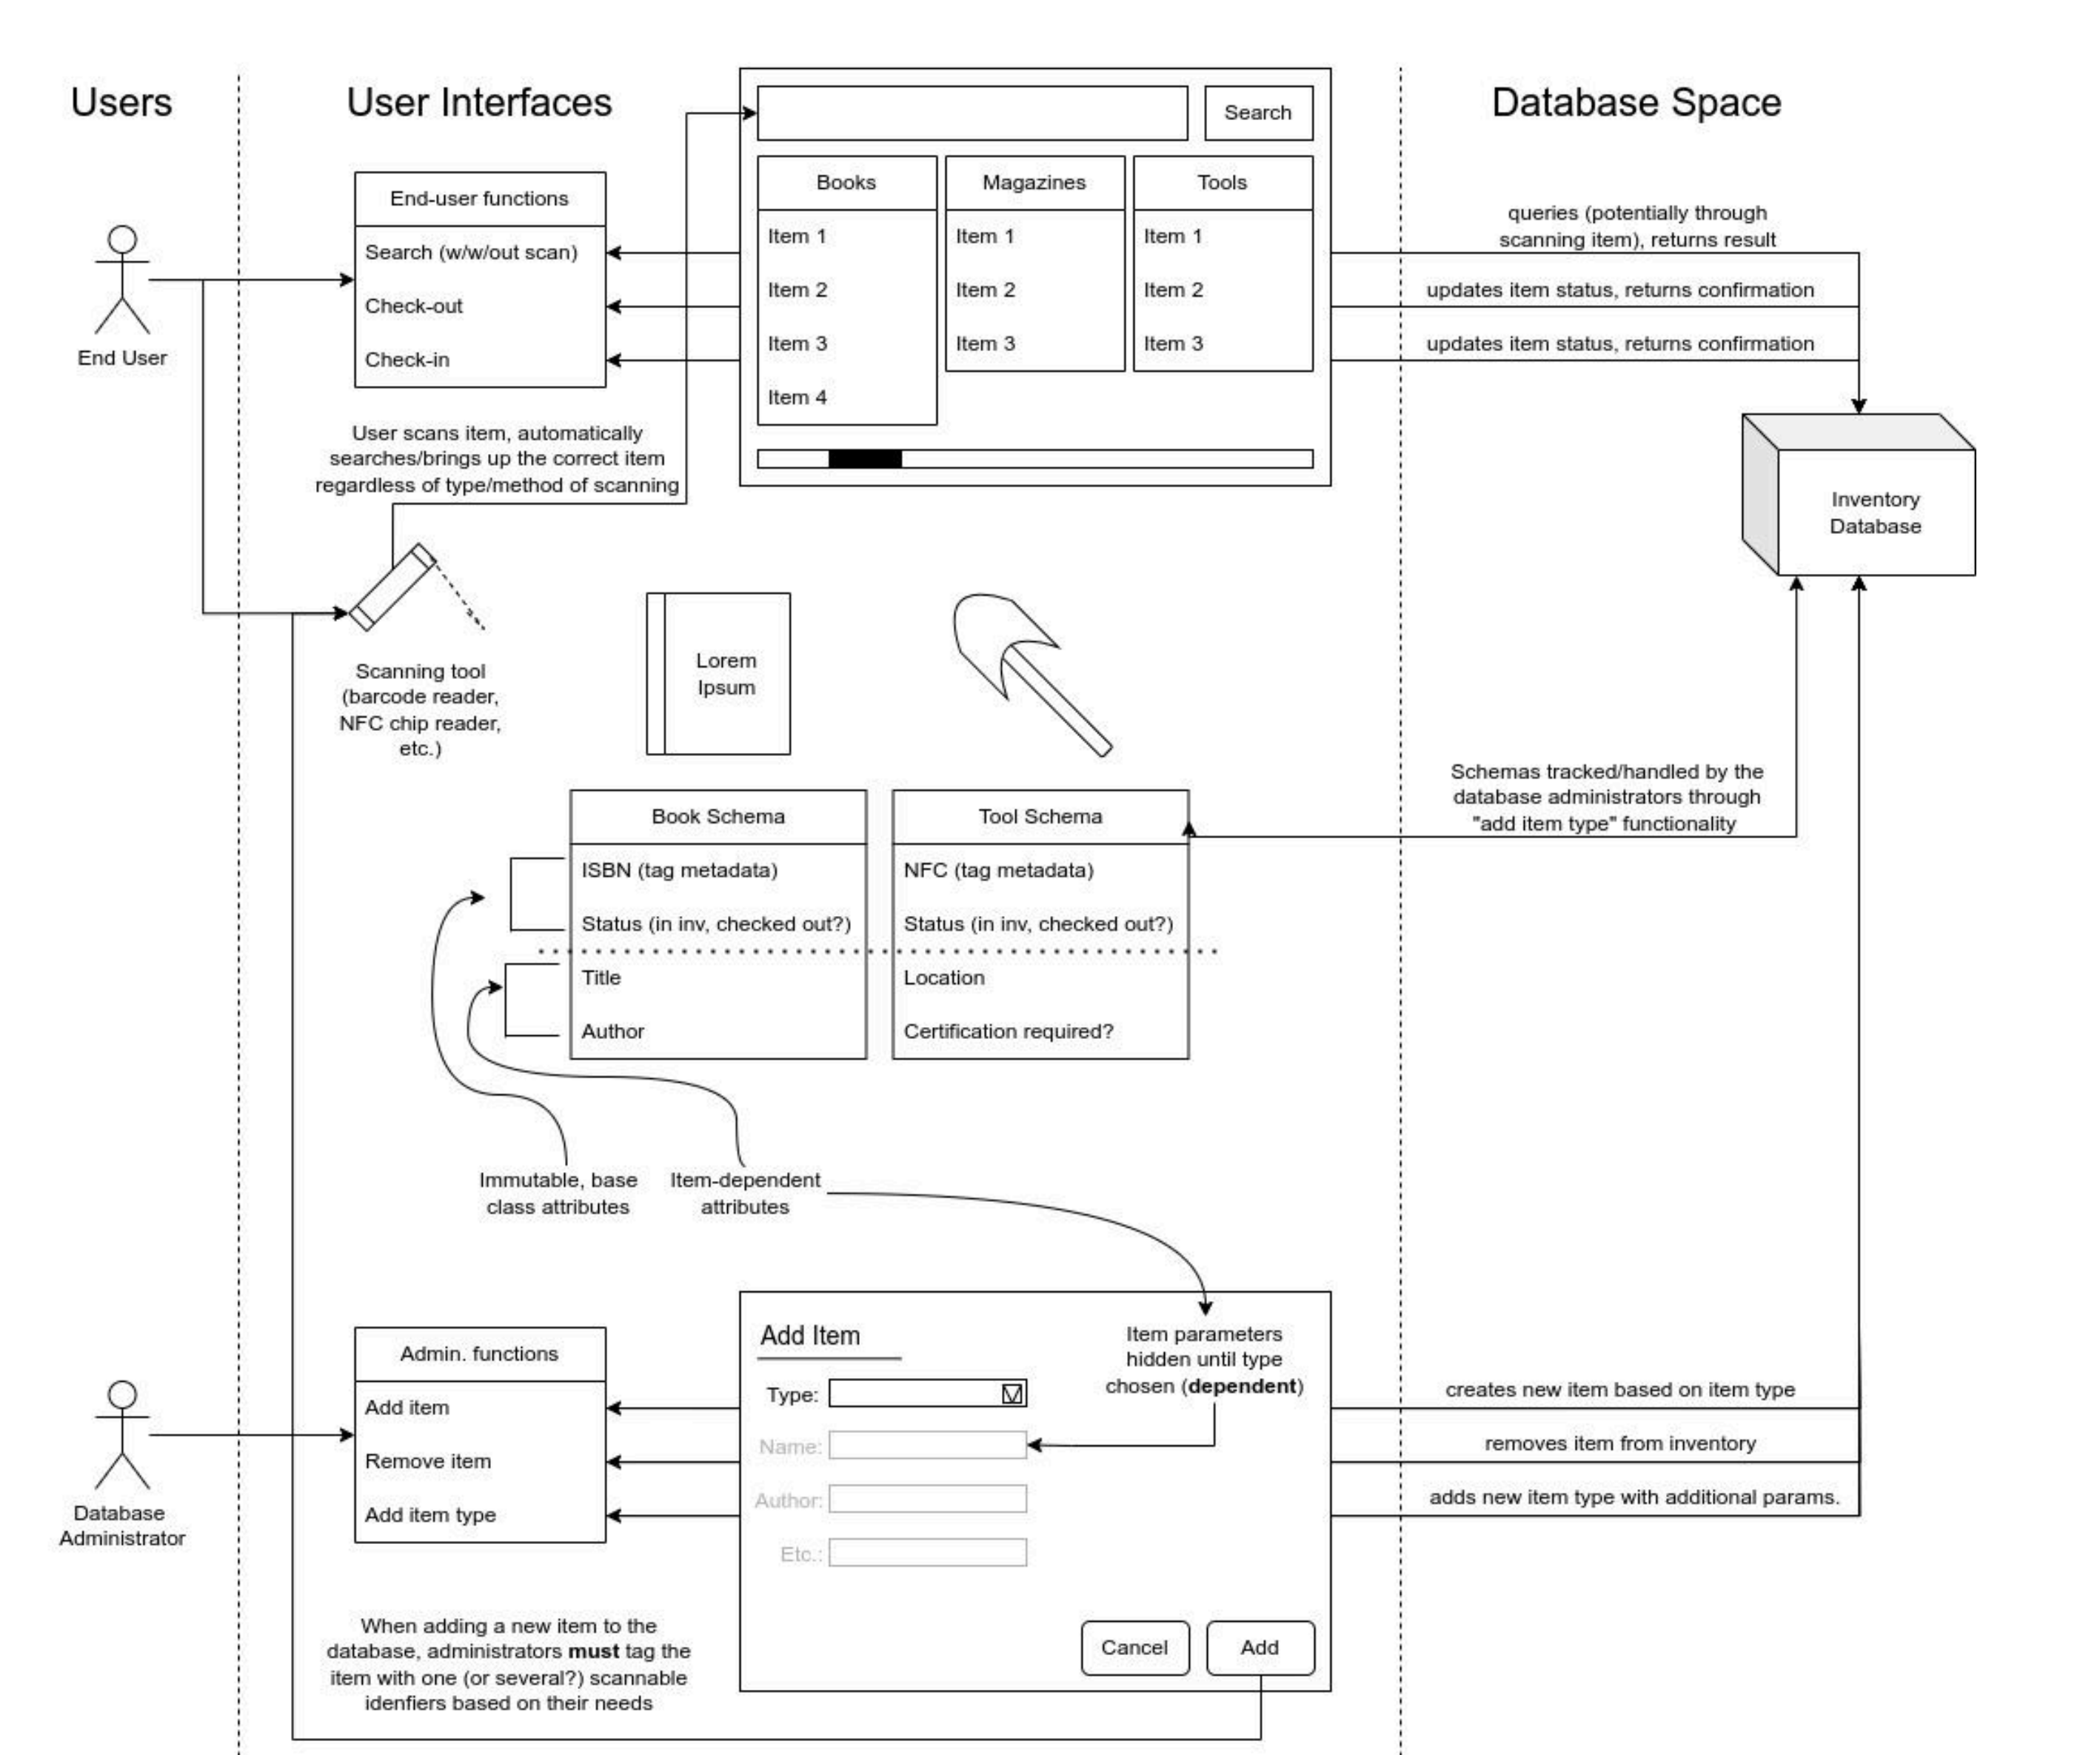 Users
User Interfaces
Database Space
Search
Books
Magazines
Tools
Item 1
Item 2
Item 3
Item 4
Item 1
Item 2
Item 3
Item 1
Item 2
Item 3
End-user functions
Search (w/w/out scan)
Check-out
Check-in
End User
queries (potentially through
scanning item), returns result
updates item status, returns confirmation
updates item status, returns confirmation
Inventory
Database
User scans item, automatically
searches/brings up the correct item
regardless of type/method of scanning
Scanning tool
(barcode reader,
NFC chip reader,
etc.)
Lorem
Ipsum
Schemas tracked/handled by the
database administrators through
"add item type" functionality
Book Schema
ISBN (tag metadata)
Status (in inv, checked out?)
Title
Author
Tool Schema
NFC (tag metadata)
Status (in inv, checked out?)
Location
Certification required?
Immutable, base
class attributes
Item-dependent
attributes
Admin. functions
Add item
Remove item
Add item type
Database
Administrator
Add Item
Type:
Name:
Author:
Etc.:
Item parameters
hidden until type
chosen (dependent)
Cancel
Add
creates new item based on item type
removes item from inventory
adds new item type with additional params.
When adding a new item to the
database, administrators must tag the
item with one (or several?) scannable
idenfiers based on their needs